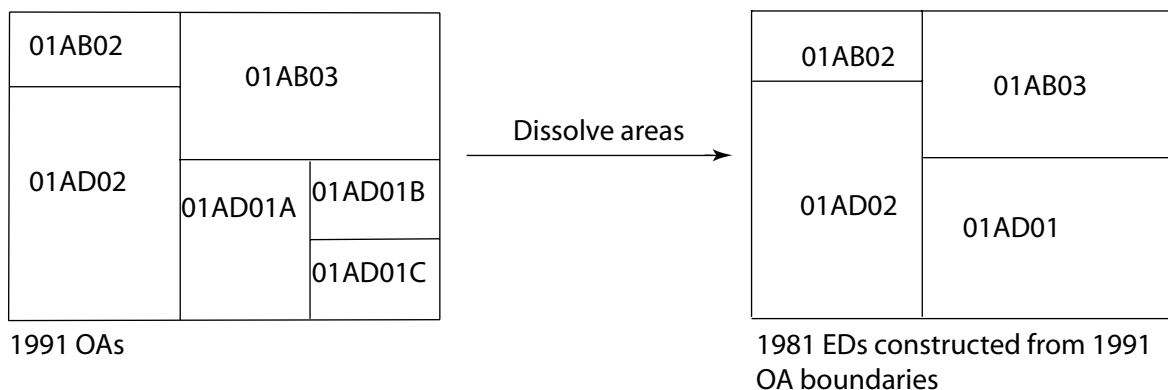 01AB02
01AB03
01AD02
01AD01A
01AD01B
01AD01C
1991 OAs
Dissolve areas
01AB02
01AB03
01AD02
01AD01
1981 EDs constructed from 1991
OA boundaries